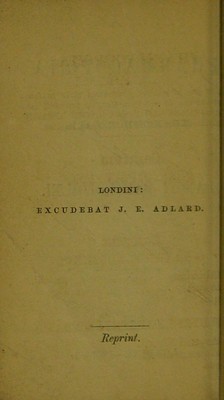 LONDINI:
EXCUDEBAT J. E. ADLARD.
Reprint.